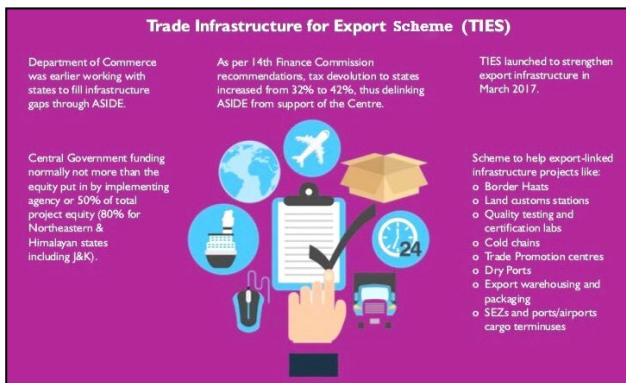 Trade Infrastructure for Export Scheme (TIES)
Department of Commerce
was earlier working with
states to fill infrastructure
gaps through ASIDE.
As per 14th Finance Commission
recommendations, tax devolution to states
increased from 32% to 42%, thus delinking
ASIDE from support of the Centre.
TIES launched to strengthen
export infrastructure in
March 2017.
Central Government funding
normally not more than the
equity put in by implementing
agency or 50% of total
project equity (80% for
Northeastern &
Himalayan states
including J&K).
24
Scheme to help export-linked
infrastructure projects like:
o Border Haats
o Land customs stations
o Quality testing and
certification labs
o Cold chains
o Trade Promotion centres
o Dry Ports
o Export warehousing and
packaging
o SEZs and ports/airports
cargo terminuses